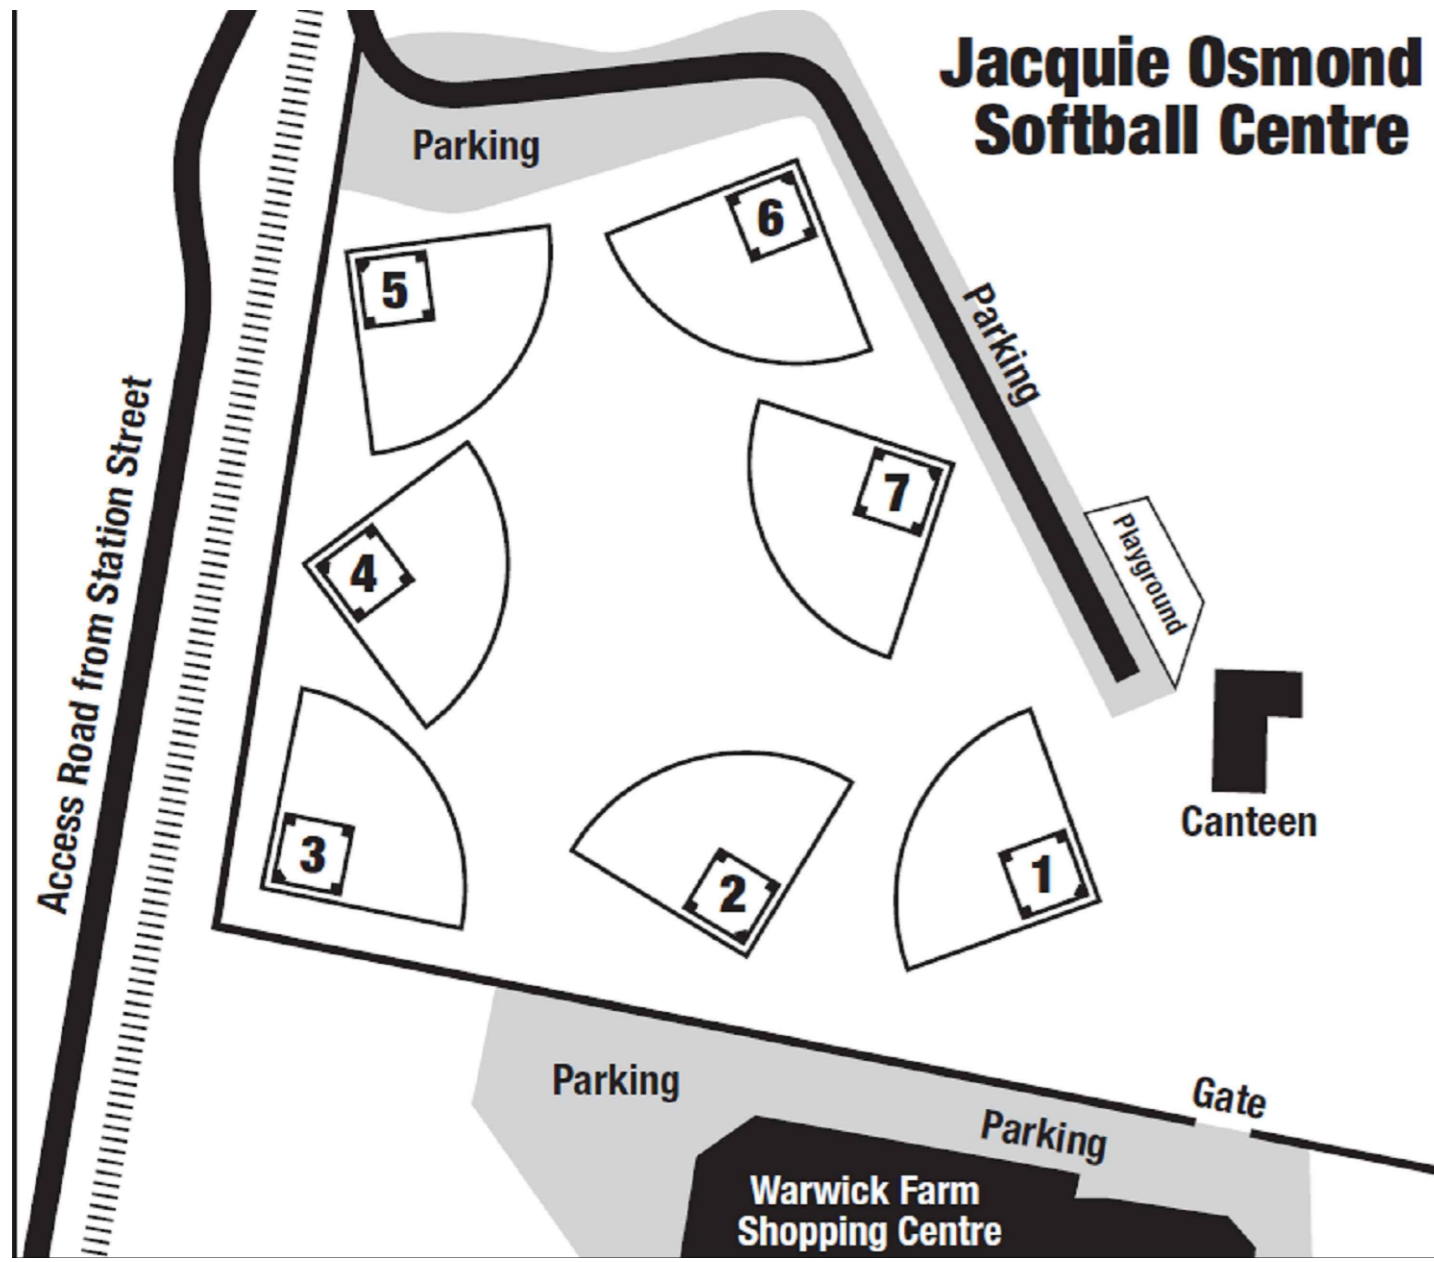 Jacquie Osmond
Softball Centre
Parking
6
5
Parking
7
Access Road from Station Street
Playground
4
3
2
1
Canteen
Parking
Gate
Parking
Warwick Farm
Shopping Centre